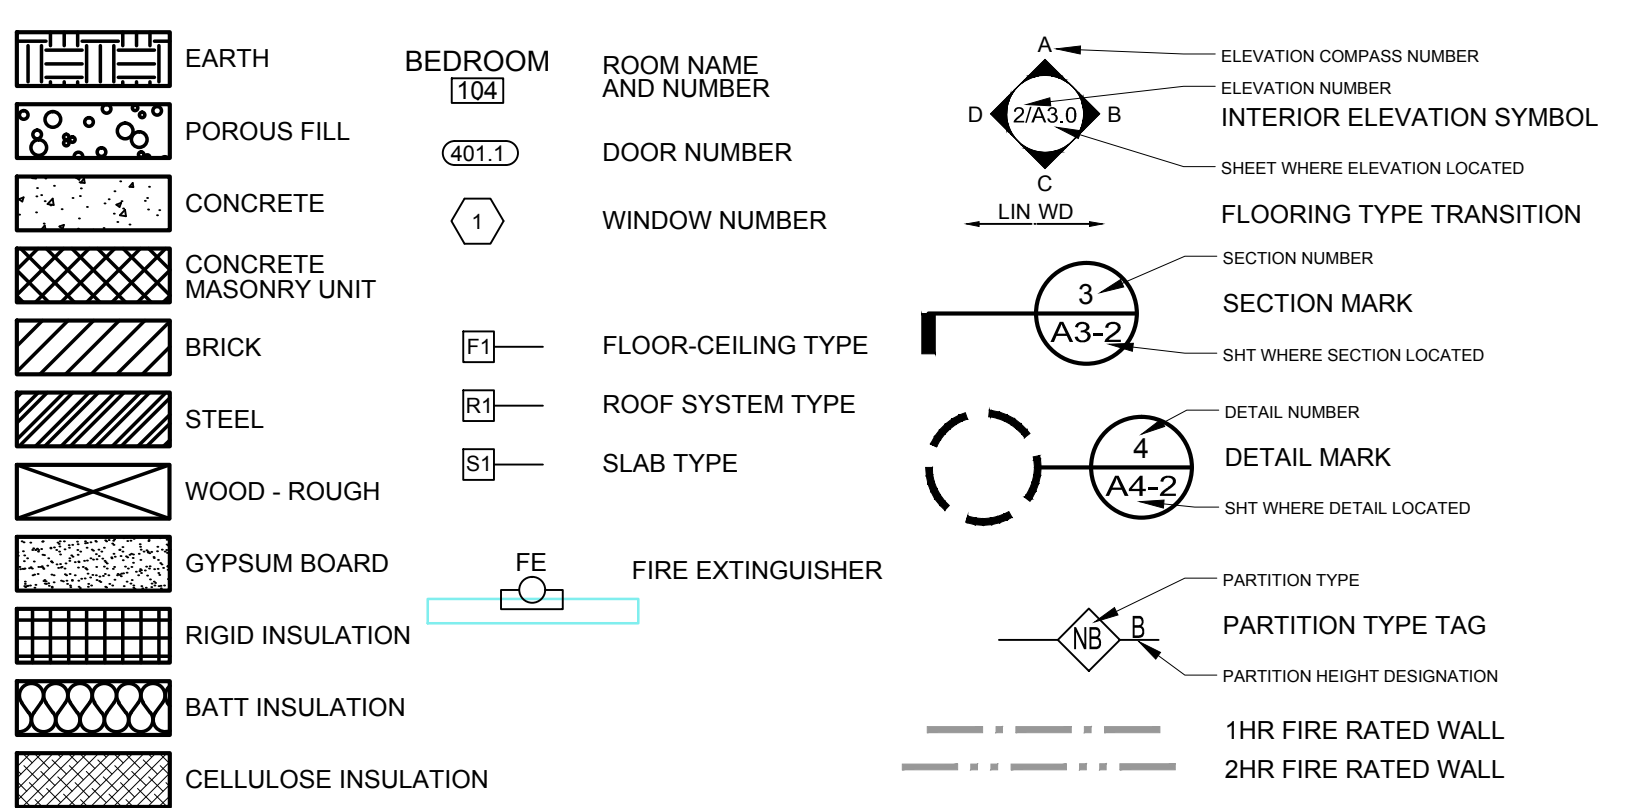 EARTH
POROUS FILL
CONCRETE
CONCRETE
MASONRY UNIT
BRICK
STEEL
WOOD - ROUGH
GYPSUM BOARD
RIGID INSULATION
BATT INSULATION
CELLULOSE INSULATION
BEDROOM
104
ROOM NAME
AND NUMBER
401.1
DOOR NUMBER
1
WINDOW NUMBER
F1
FLOOR-CEILING TYPE
R1
ROOF SYSTEM TYPE
S1
SLAB TYPE
FE
FIRE EXTINGUISHER
A
ELEVATION COMPASS NUMBER
ELEVATION NUMBER
D
2/A3.0
B
INTERIOR ELEVATION SYMBOL
SHEET WHERE ELEVATION LOCATED
C
LIN WD
FLOORING TYPE TRANSITION
SECTION NUMBER
3
SECTION MARK
A3-2
SHT WHERE SECTION LOCATED
DETAIL NUMBER
4
DETAIL MARK
A4-2
SHT WHERE DETAIL LOCATED
PARTITION TYPE
NB
B
PARTITION TYPE TAG
PARTITION HEIGHT DESIGNATION
1HR FIRE RATED WALL
2HR FIRE RATED WALL